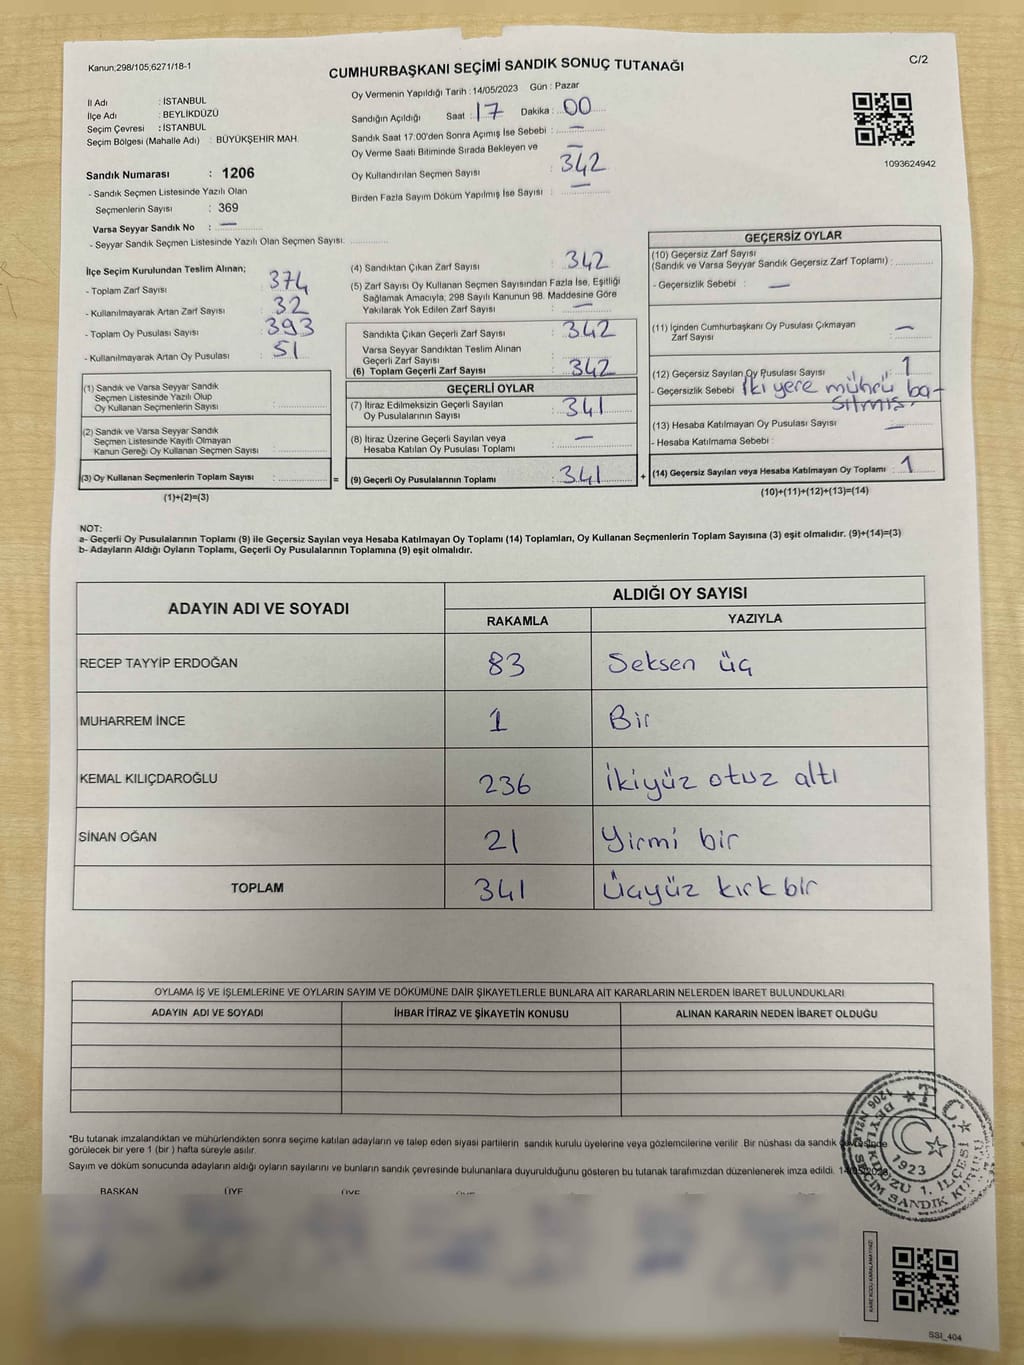 Kanun,298/105,6271/18-1
CUMHURBAŞKANI SEÇİMİ SANDIK SONUÇ TUTANAĞI
C/2
İl Adı : İSTANBUL
İlçe Adı : BEYLİKDÜZÜ
Seçim Çevresi : İSTANBUL
Seçim Bölgesi (Mahalle Adı) : BÜYÜKŞEHİR MAH.
Sandık Numarası : 1206
- Sandık Seçmen Listesinde Yazılı Olan
Seçmenlerin Sayısı : 369
Varsa Seyyar Sandık No : —
- Seyyar Sandık Seçmen Listesinde Yazılı Olan Seçmen Sayısı:
Oy Vermenin Yapıldığı Tarih : 14/05/2023 Gün : Pazar
Sandığın Açıldığı Saat : 17 Dakika : 00
Sandık Saat 17:00'den Sonra Açımış İse Sebebi : —
Oy Verme Saati Bitiminde Sırada Bekleyen ve —
Oy Kullandırılan Seçmen Sayısı : 342
Birden Fazla Sayım Döküm Yapılmış İse Sayısı : —
1093624942
İlçe Seçim Kurulundan Teslim Alınan;
- Toplam Zarf Sayısı : 374
- Kullanılmayarak Artan Zarf Sayısı : 32
- Toplam Oy Pusulası Sayısı : 393
- Kullanılmayarak Artan Oy Pusulası : 51
(1) Sandık ve Varsa Seyyar Sandık
Seçmen Listesinde Yazılı Olup
Oy Kullanan Seçmenlerin Sayısı :
(2) Sandık ve Varsa Seyyar Sandık
Seçmen Listesinde Kayıtlı Olmayan
Kanun Gereği Oy Kullanan Seçmen Sayısı :
(3) Oy Kullanan Seçmenlerin Toplam Sayısı : =
(1)+(2)=(3)
(4) Sandıktan Çıkan Zarf Sayısı : 342
(5) Zarf Sayısı Oy Kullanan Seçmen Sayısından Fazla İse, Eşitliği
Sağlamak Amacıyla; 298 Sayılı Kanunun 98. Maddesine Göre
Yakılarak Yok Edilen Zarf Sayısı : —
Sandıkta Çıkan Geçerli Zarf Sayısı : 342
Varsa Seyyar Sandıktan Teslim Alınan
Geçerli Zarf Sayısı :
(6) Toplam Geçerli Zarf Sayısı : 342
GEÇERLİ OYLAR
(7) İtiraz Edilmeksizin Geçerli Sayılan
Oy Pusulalarının Sayısı : 341
(8) İtiraz Üzerine Geçerli Sayılan veya
Hesaba Katılan Oy Pusulası Toplamı : —
(9) Geçerli Oy Pusulalarının Toplamı : 341 +
GEÇERSİZ OYLAR
(10) Geçersiz Zarf Sayısı
(Sandık ve Varsa Seyyar Sandık Geçersiz Zarf Toplamı) :
- Geçersizlik Sebebi : —
(11) İçinden Cumhurbaşkanı Oy Pusulası Çıkmayan
Zarf Sayısı : —
(12) Geçersiz Sayılan Oy Pusulası Sayısı : 1
- Geçersizlik Sebebi İki yere mührü ba-
sılmış.
(13) Hesaba Katılmayan Oy Pusulası Sayısı : —
- Hesaba Katılmama Sebebi :
(14) Geçersiz Sayılan veya Hesaba Katılmayan Oy Toplamı : 1
(10)+(11)+(12)+(13)=(14)
NOT:
a- Geçerli Oy Pusulalarının Toplamı (9) ile Geçersiz Sayılan veya Hesaba Katılmayan Oy Toplamı (14) Toplamları, Oy Kullanan Seçmenlerin Toplam Sayısına (3) eşit olmalıdır. (9)+(14)=(3)
b- Adayların Aldığı Oyların Toplamı, Geçerli Oy Pusulalarının Toplamına (9) eşit olmalıdır.
ADAYIN ADI VE SOYADI
ALDIĞI OY SAYISI
RAKAMLA YAZIYLA
RECEP TAYYİP ERDOĞAN 83 Seksen üç
MUHARREM İNCE 1 Bir
KEMAL KILIÇDAROĞLU 236 İkiyüz otuz altı
SİNAN OĞAN 21 Yirmi bir
TOPLAM 341 Üçyüz kırk bir
OYLAMA İŞ VE İŞLEMLERİNE VE OYLARIN SAYIM VE DÖKÜMÜNE DAİR ŞİKAYETLERLE BUNLARA AİT KARARLARIN NELERDEN İBARET BULUNDUKLARI
ADAYIN ADI VE SOYADI İHBAR İTİRAZ VE ŞİKAYETİN KONUSU ALINAN KARARIN NEDEN İBARET OLDUĞU
*Bu tutanak imzalandıktan ve mühürlendikten sonra seçime katılan adayların ve talep eden siyasi partilerin sandık kurulu üyelerine veya gözlemcilerine verilir. Bir nüshası da sandık çevresinde
görülecek bir yere 1 (bir) hafta süreyle asılır.
Sayım ve döküm sonucunda adayların aldığı oyların sayılarını ve bunların sandık çevresinde bulunanlara duyurulduğunu gösteren bu tutanak tarafımızdan düzenlenerek imza edildi. 14/05/2023
BAŞKAN ÜYE ÜYE
T.C.
1923
BEYLİKDÜZÜ 1. İLÇESİ
SEÇİM SANDIK KURULU
SSI_404